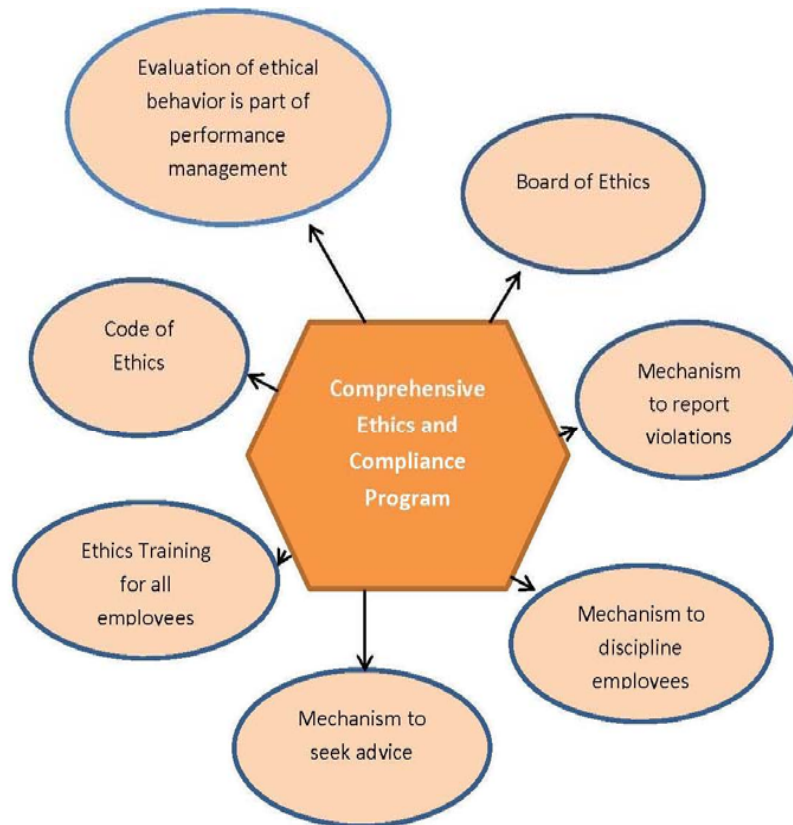 Evaluation of ethical
behavior is part of
performance
management
Board of Ethics
Code of
Ethics
Comprehensive
Ethics and
Compliance
Program
Mechanism
to report
violations
Ethics Training
for all
employees
Mechanism to
discipline
employees
Mechanism to
seek advice